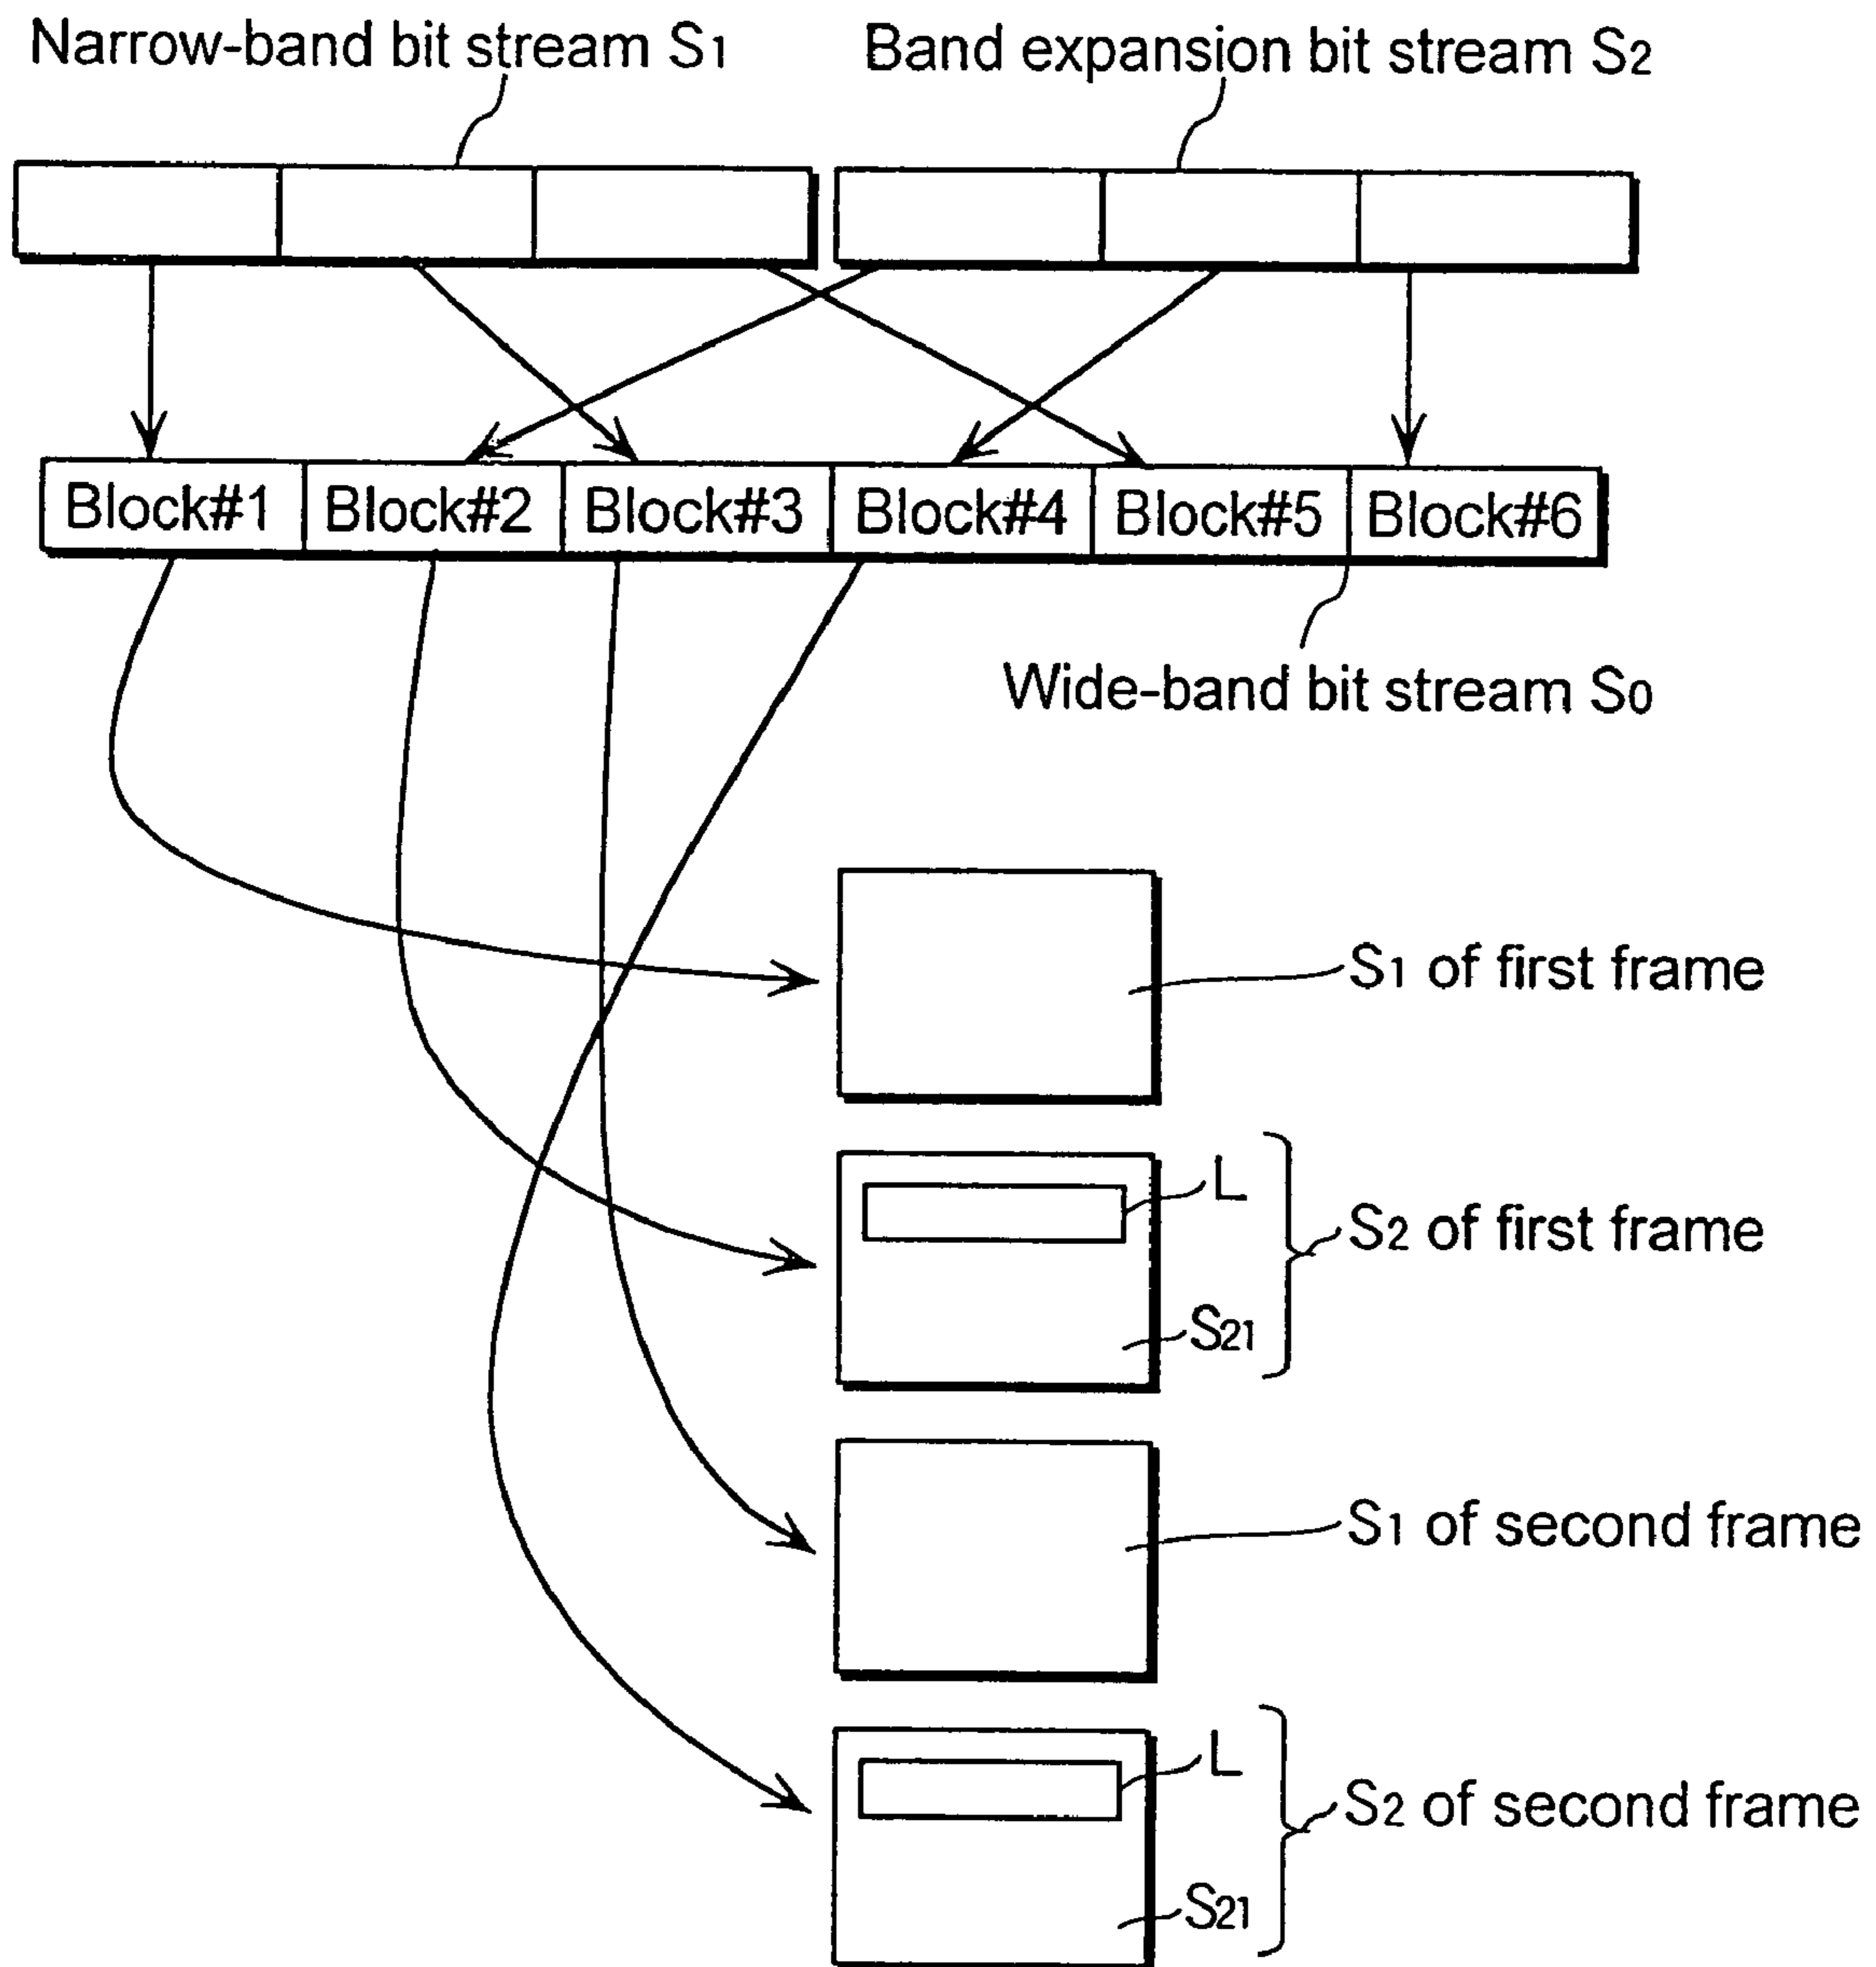 Narrow-band bit stream S1
Band expansion bit stream S2
Block#1 Block#2 Block#3 Block#4 Block#5 Block#6
Wide-band bit stream S0
S1 of first frame
L
S2 of first frame
S21
S1 of second frame
L
S2 of second frame
S21